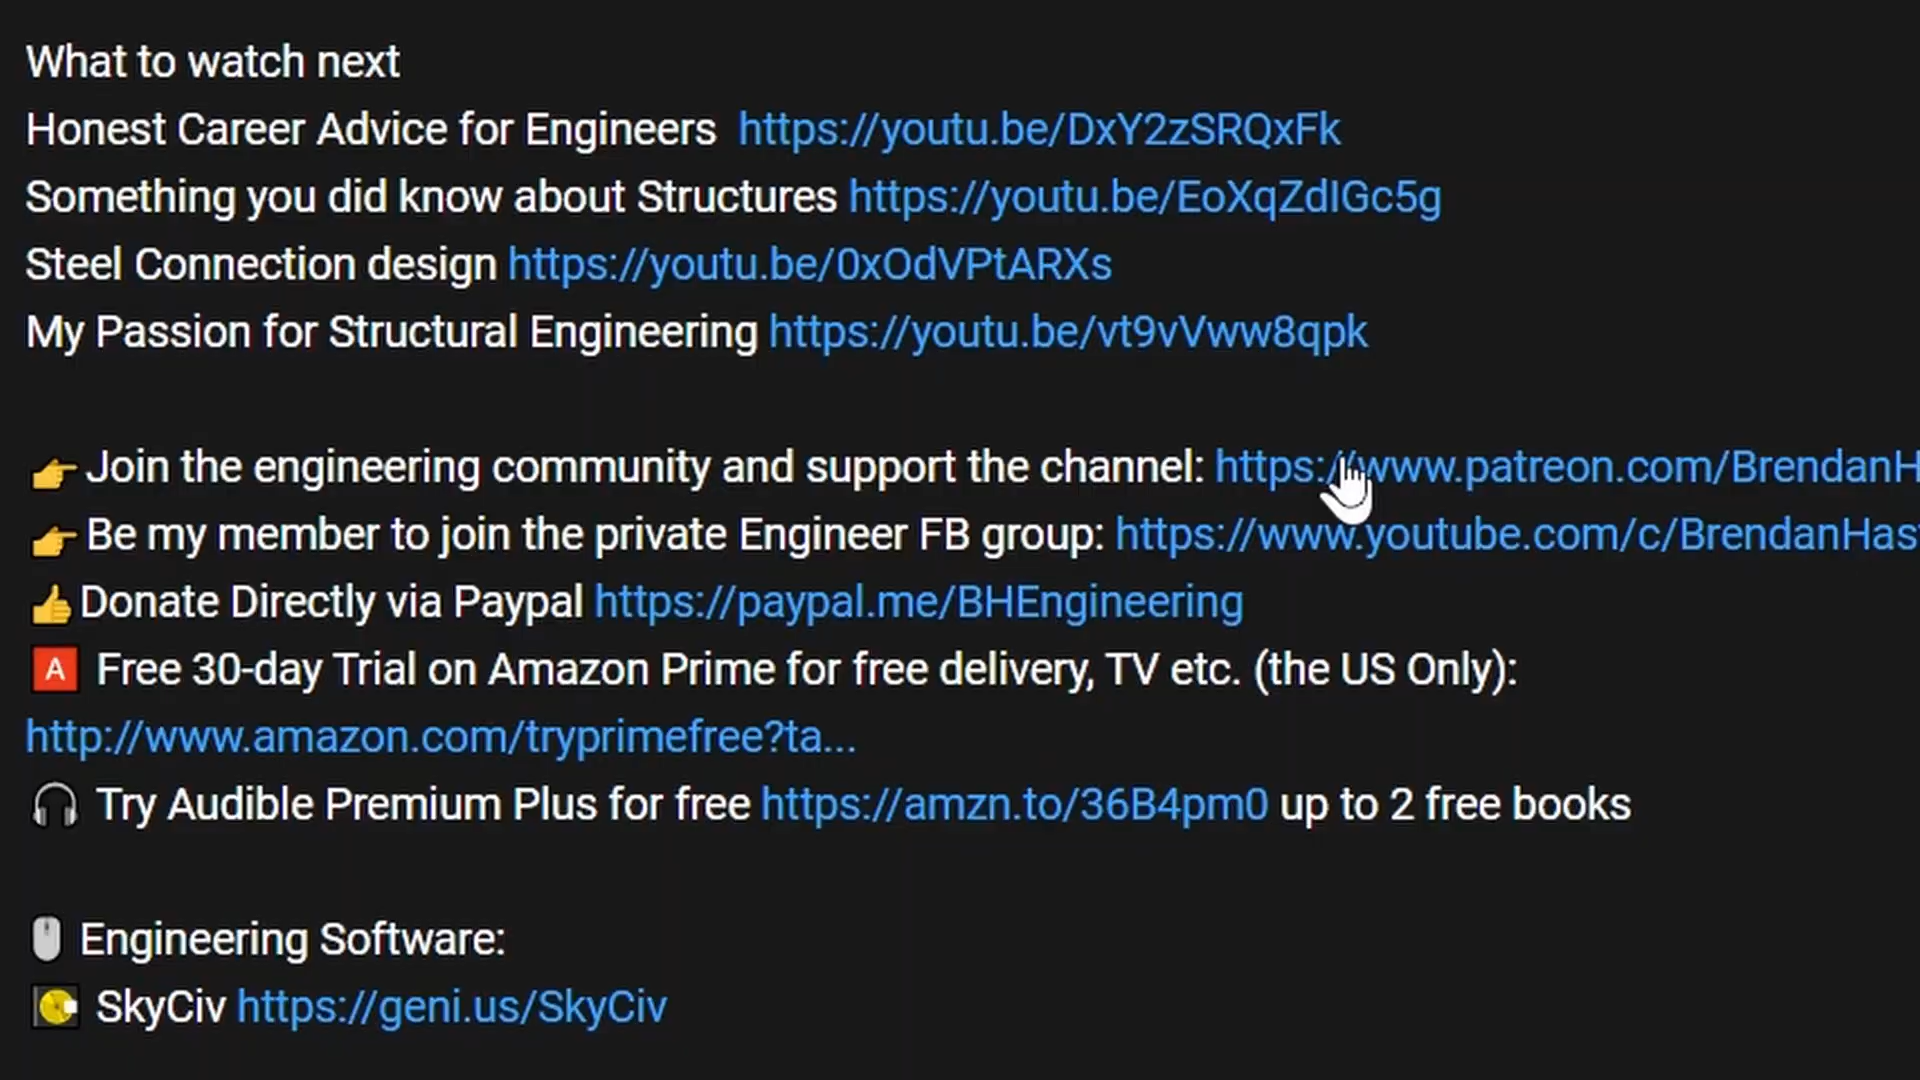 What to watch next
Honest Career Advice for Engineers https://youtu.be/DxY2zSRQxFk
Something you did know about Structures https://youtu.be/EoXqZdIGc5g
Steel Connection design https://youtu.be/0xOdVPtARXs
My Passion for Structural Engineering https://youtu.be/vt9vVww8qpk
👉Join the engineering community and support the channel: https://www.patreon.com/BrendanH
👉Be my member to join the private Engineer FB group: https://www.youtube.com/c/BrendanHas
👍Donate Directly via Paypal https://paypal.me/BHEngineering
🅰 Free 30-day Trial on Amazon Prime for free delivery, TV etc. (the US Only):
http://www.amazon.com/tryprimefree?ta...
🎧 Try Audible Premium Plus for free https://amzn.to/36B4pm0 up to 2 free books
🖱 Engineering Software:
💽 SkyCiv https://geni.us/SkyCiv